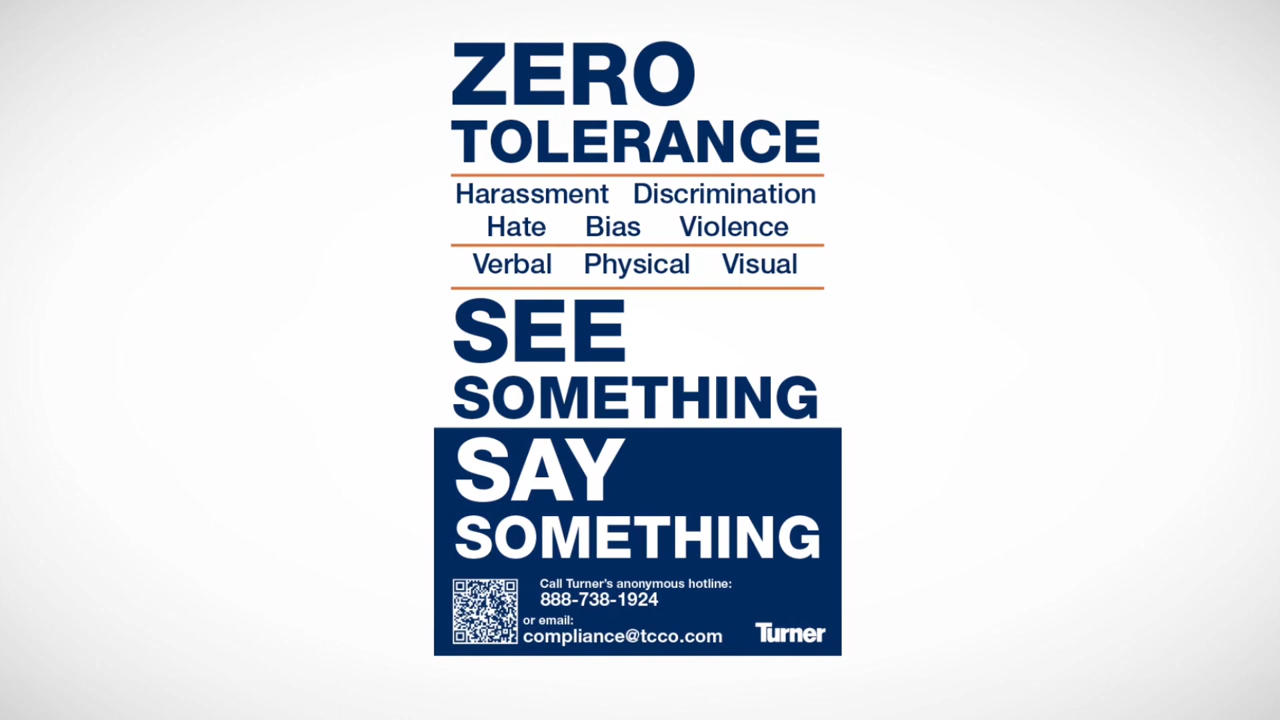 ZERO
TOLERANCE
Harassment Discrimination
Hate Bias Violence
Verbal Physical Visual
SEE
SOMETHING
SAY
SOMETHING
Call Turner's anonymous hotline:
888-738-1924
or email:
compliance@tcco.com
Turner